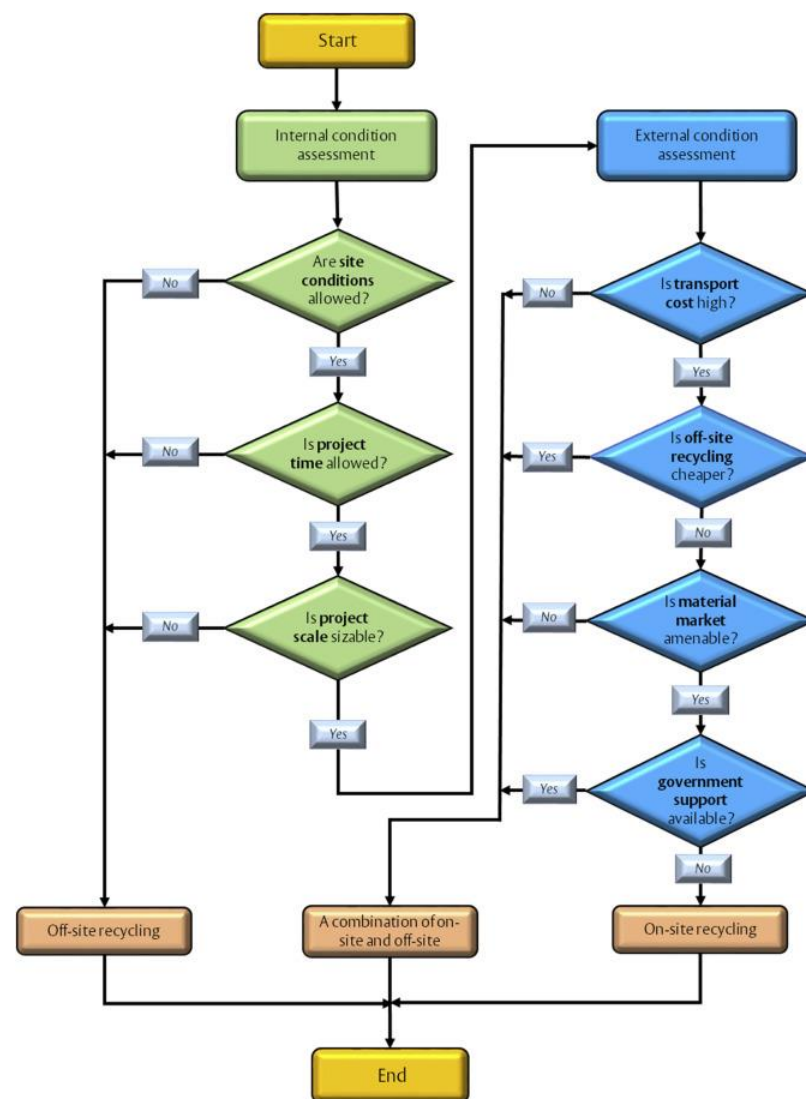 Start
Internal condition
assessment
Are site
conditions
allowed?
No
Yes
Is project
time allowed?
No
Yes
Is project
scale sizable?
No
Yes
External condition
assessment
Is transport
cost high?
No
Yes
Is off-site
recycling
cheaper?
Yes
No
Is material
market
amenable?
No
Yes
Is
government
support
available?
Yes
No
Off-site recycling
A combination of on-
site and off-site
On-site recycling
End